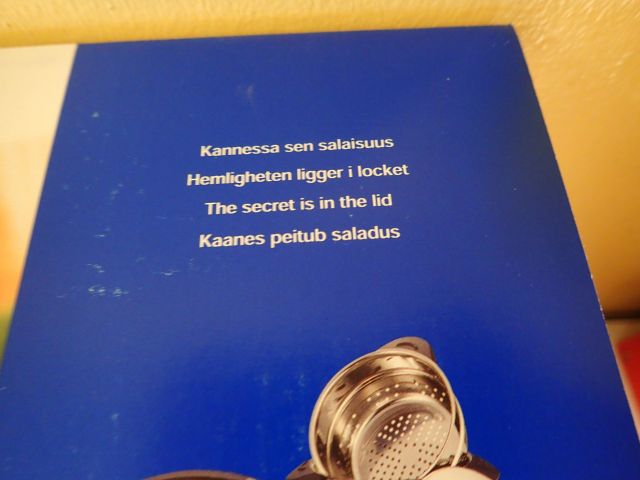 Kannessa sen salaisuus
Hemligheten ligger i locket
The secret is in the lid
Kaanes peitub saladus